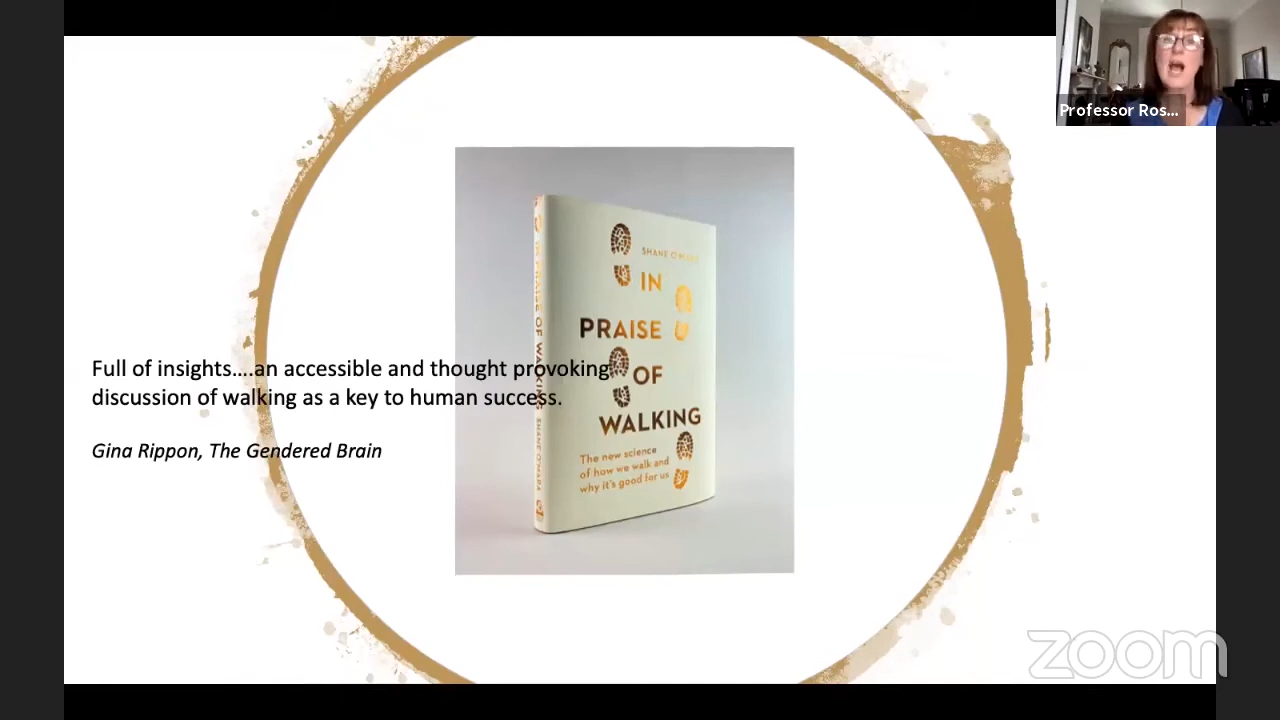 Professor Ros...
SHANE O'MARA
IN
PRAISE
OF
WALKING
The new science
of how we walk and
why it's good for us
IN PRAISE OF WALKING SHANE O'MARA
Full of insights....an accessible and thought provoking
discussion of walking as a key to human success.
Gina Rippon, The Gendered Brain
zoom